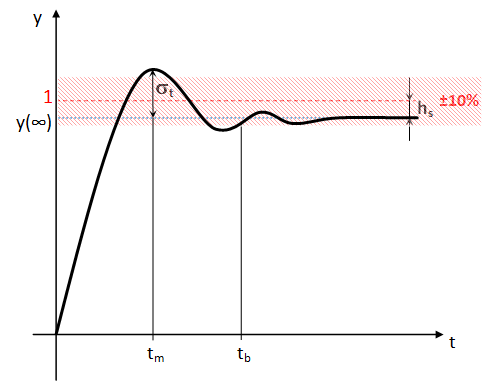 y
σt
1
±10%
hs
y(∞)
t
tm
tb